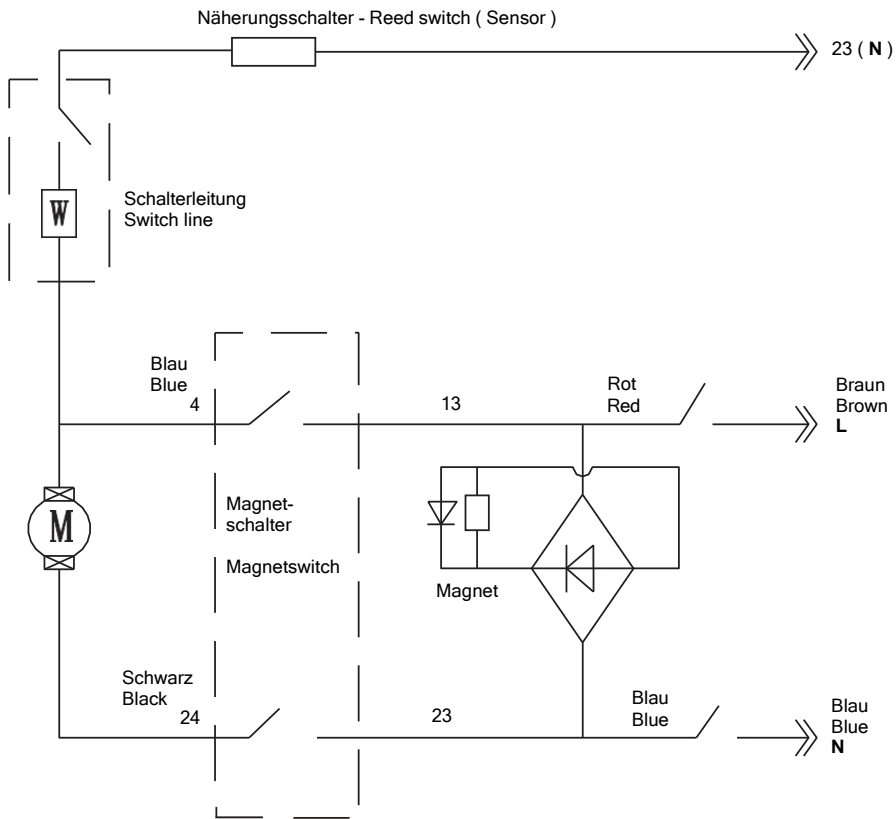 Näherungsschalter - Reed switch ( Sensor )
23 ( N )
W
Schalterleitung
Switch line
Blau
Blue
4
13
Rot
Red
Braun
Brown
L
M
Magnet-
schalter
Magnetswitch
Magnet
Schwarz
Black
24
23
Blau
Blue
Blau
Blue
N